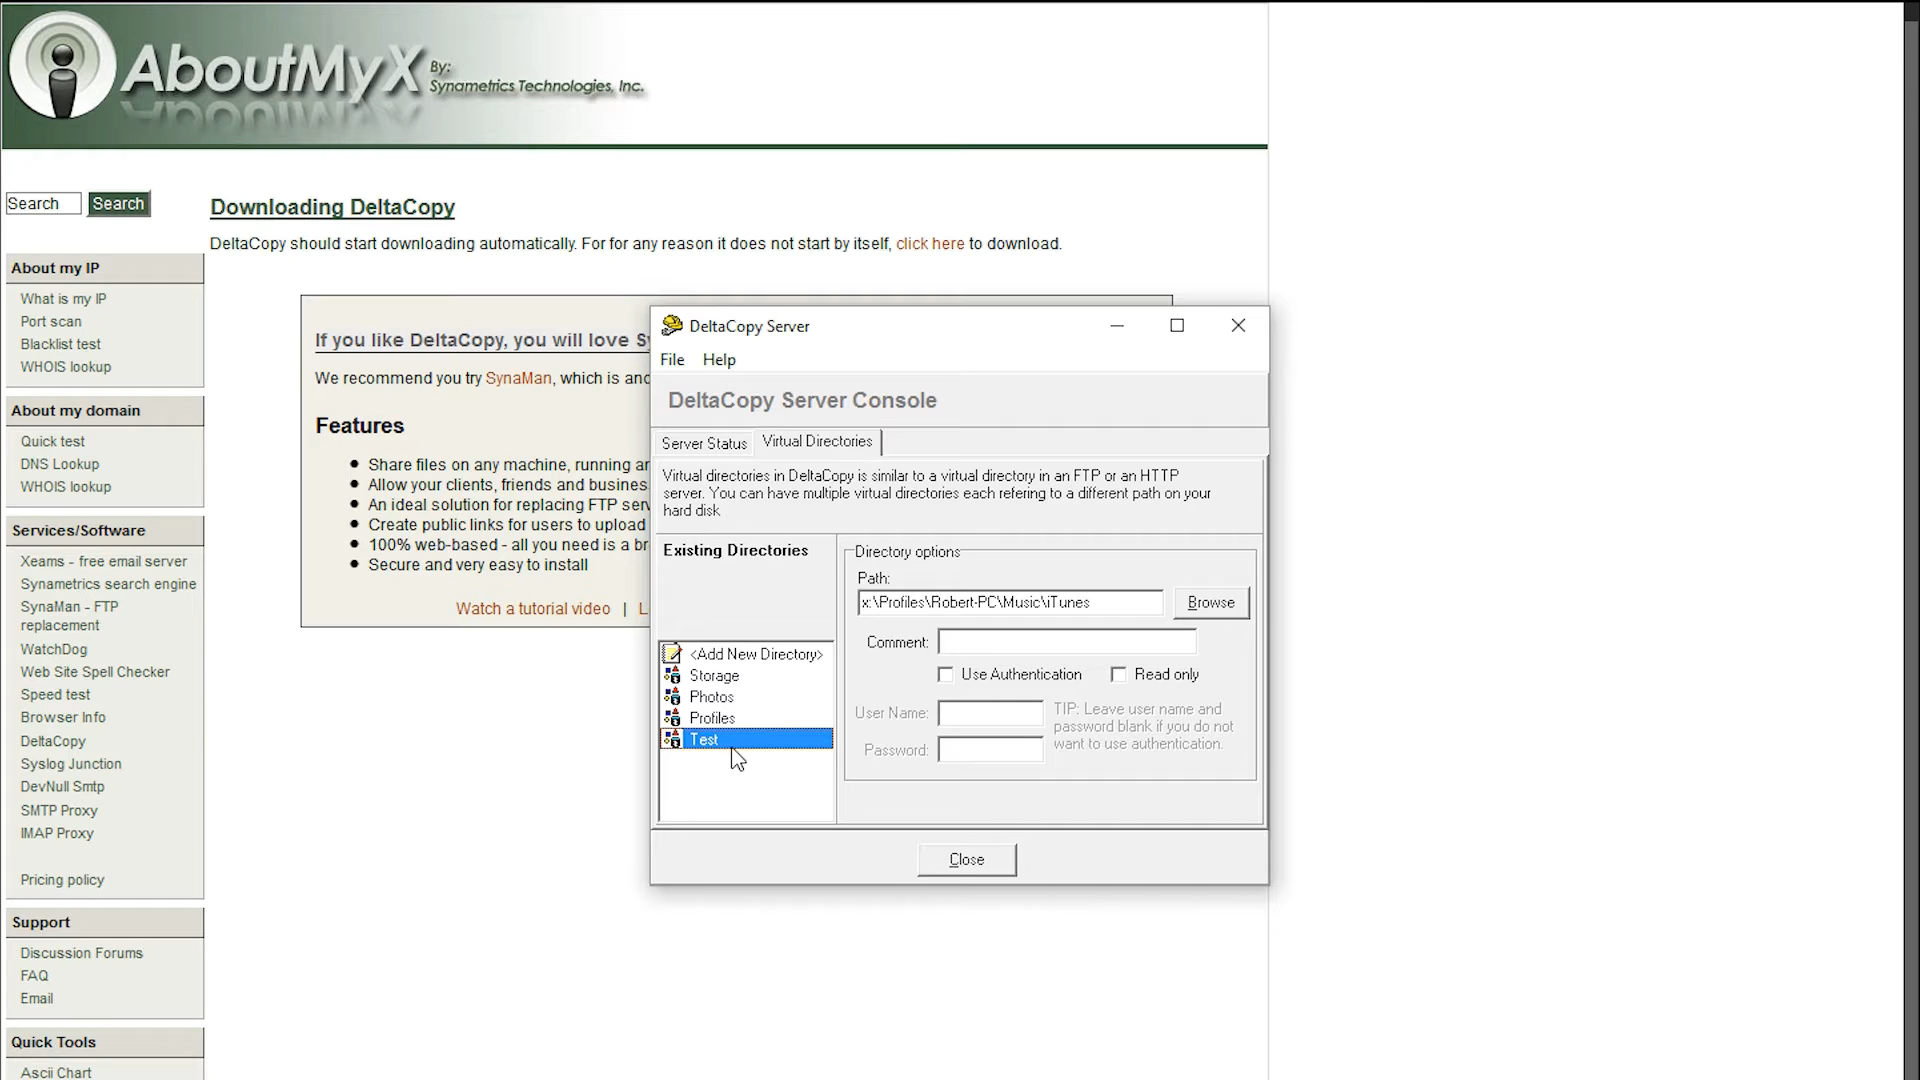 AboutMyX By:
Synametrics Technologies, Inc.
Search Search
Downloading DeltaCopy
DeltaCopy should start downloading automatically. For for any reason it does not start by itself, click here to download.
About my IP
What is my IP
Port scan
Blacklist test
WHOIS lookup
About my domain
Quick test
DNS Lookup
WHOIS lookup
Services/Software
Xeams - free email server
Synametrics search engine
SynaMan - FTP
replacement
WatchDog
Web Site Spell Checker
Speed test
Browser Info
DeltaCopy
Syslog Junction
DevNull Smtp
SMTP Proxy
IMAP Proxy
Pricing policy
Support
Discussion Forums
FAQ
Email
Quick Tools
Ascii Chart
If you like DeltaCopy, you will love
We recommend you try SynaMan, which is
Features
Share files on any machine, running
Allow your clients, friends and
An ideal solution for replacing FTP
Create public links for users to upload
100% web-based - all you need is a
Secure and very easy to install
Watch a tutorial video |
DeltaCopy Server
File Help
DeltaCopy Server Console
Server Status Virtual Directories
Virtual directories in DeltaCopy is similar to a virtual directory in an FTP or an HTTP
server. You can have multiple virtual directories each refering to a different path on your
hard disk
Existing Directories
<Add New Directory>
Storage
Photos
Profiles
Test
Directory options
Path:
x:\Profiles\Robert-PC\Music\iTunes Browse
Comment:
Use Authentication Read only
User Name:
Password:
TIP: Leave user name and
password blank if you do not
want to use authentication.
Close